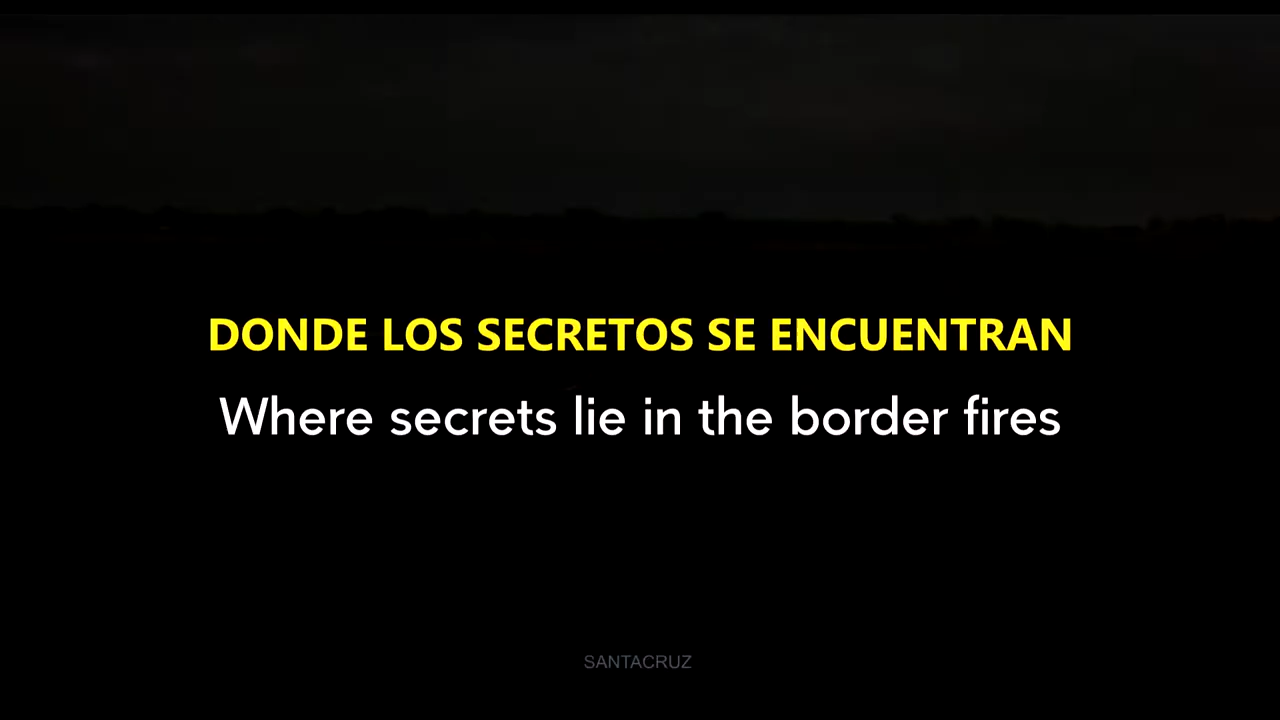 DONDE LOS SECRETOS SE ENCUENTRAN
Where secrets lie in the border fires
SANTACRUZ